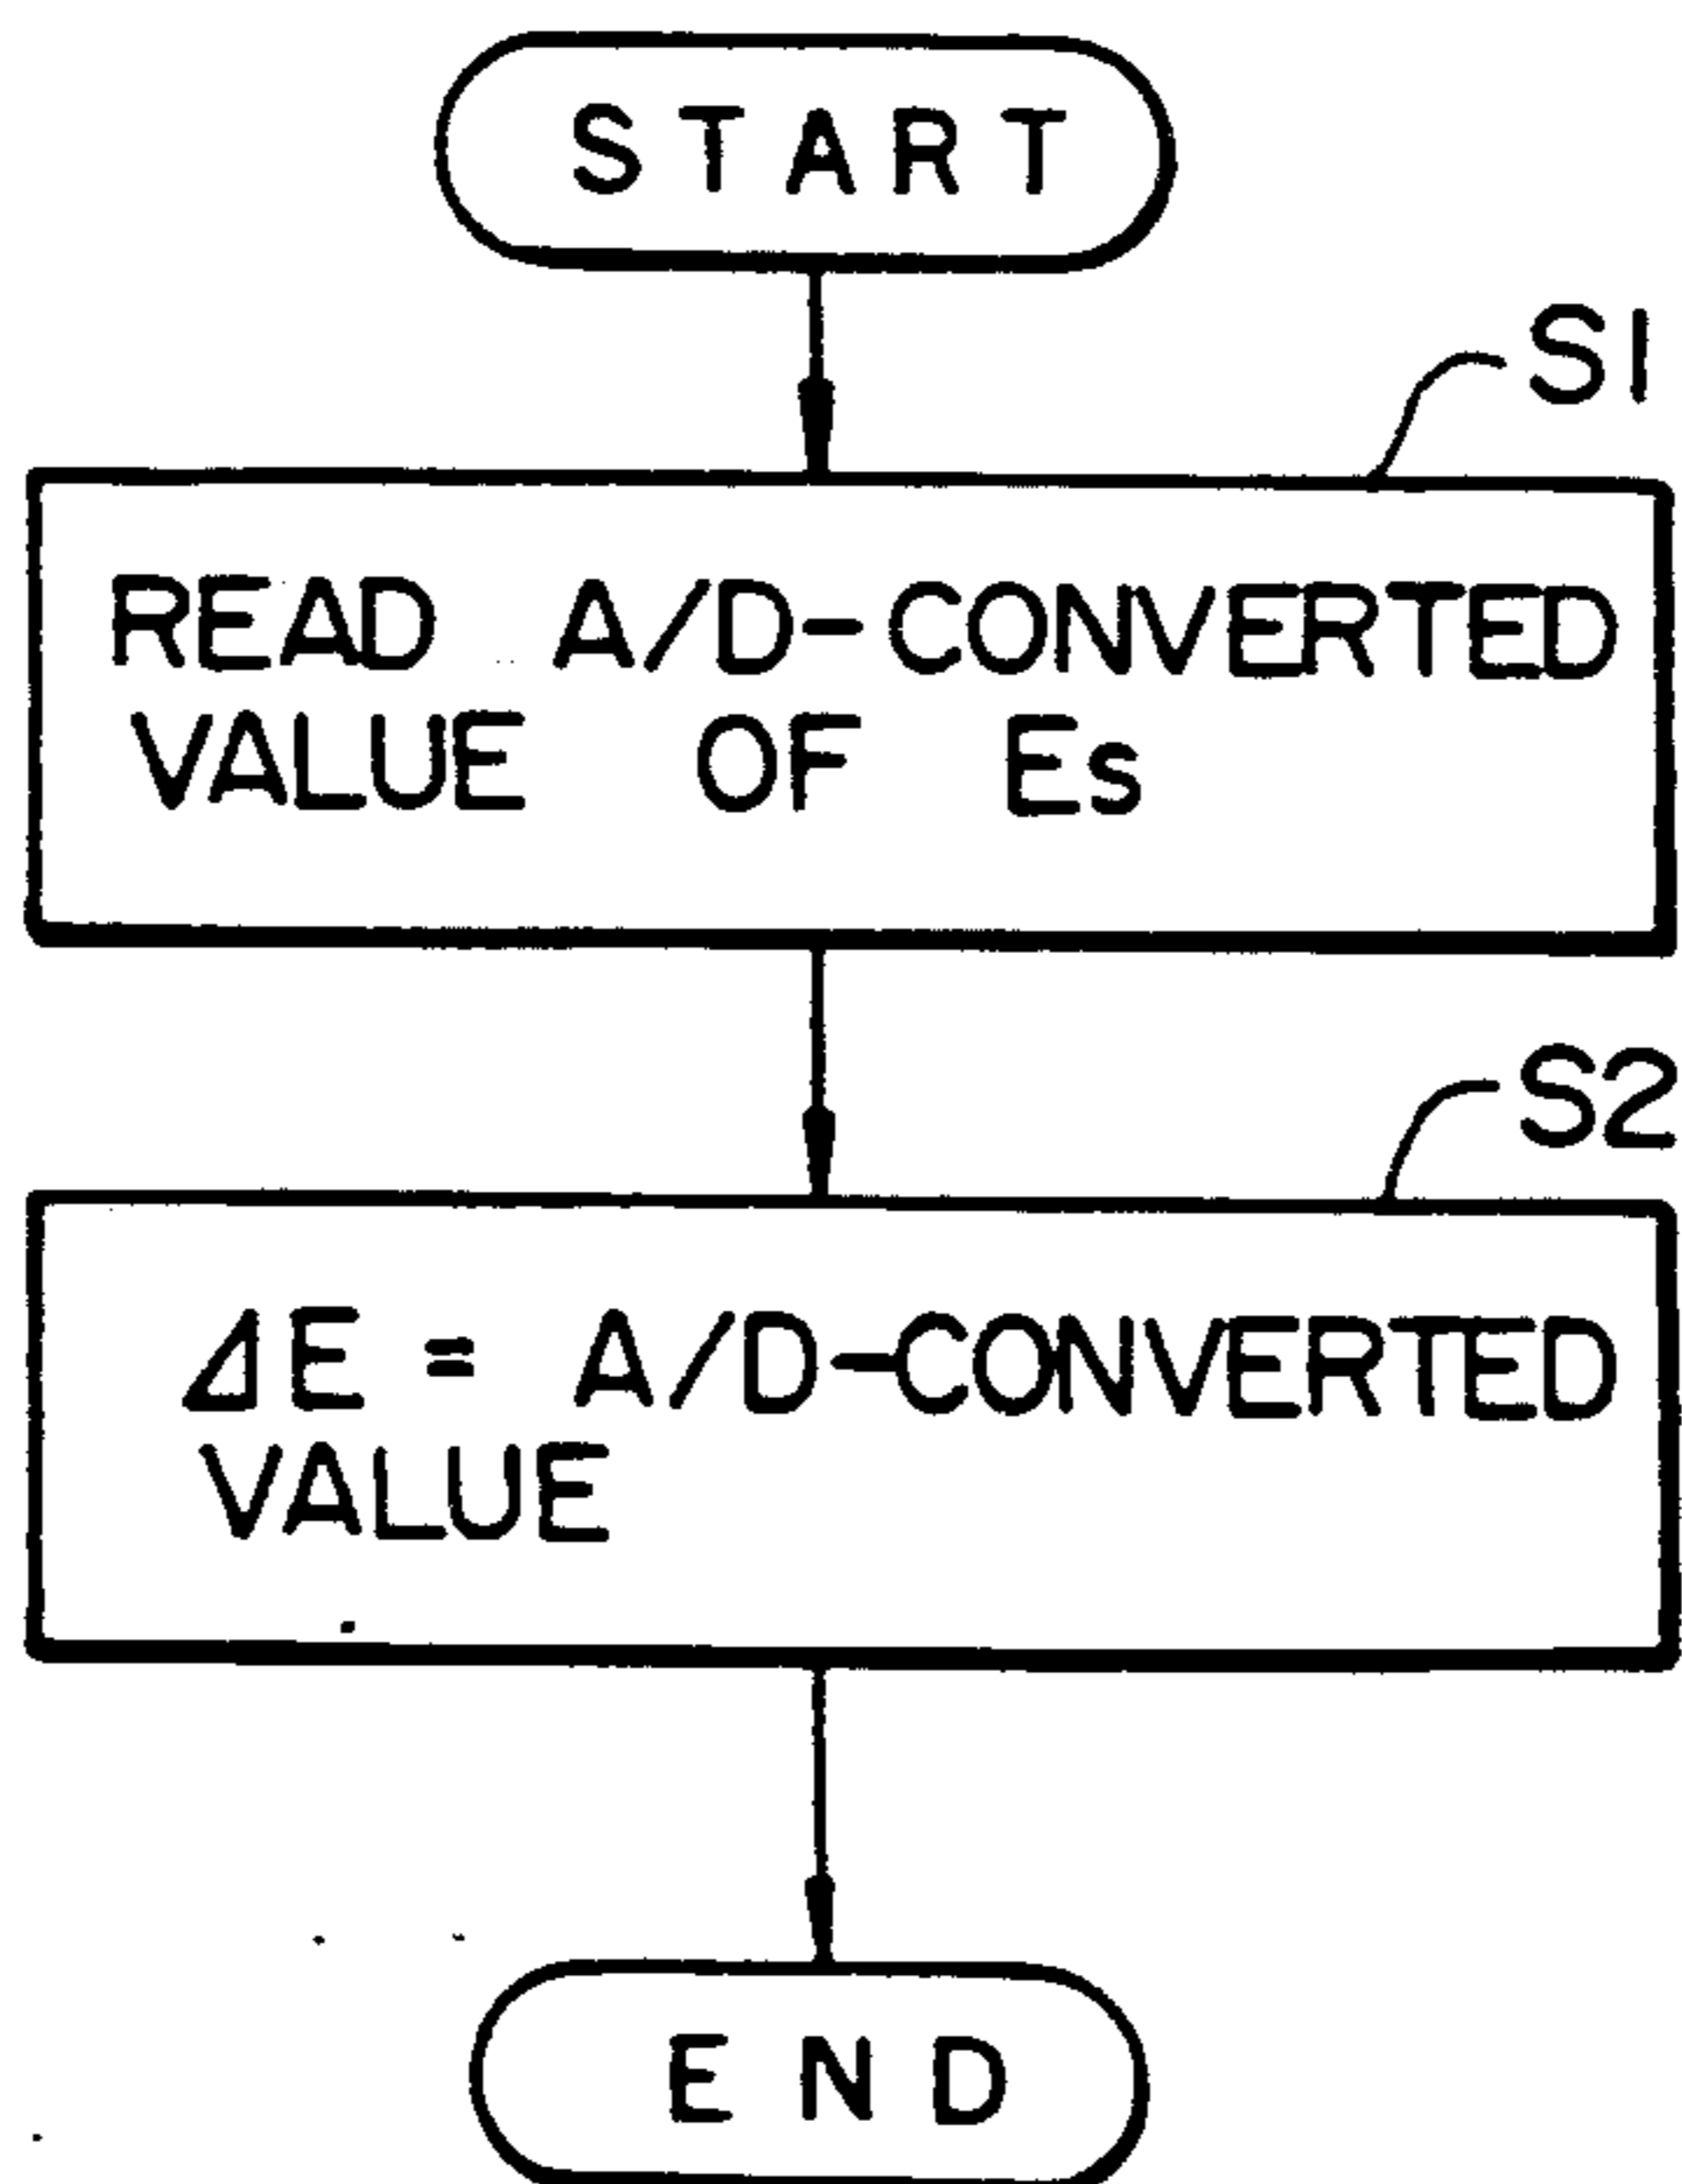 START
S1
READ A/D-CONVERTED
VALUE OF Es
S2
ΔE = A/D-CONVERTED
VALUE
END